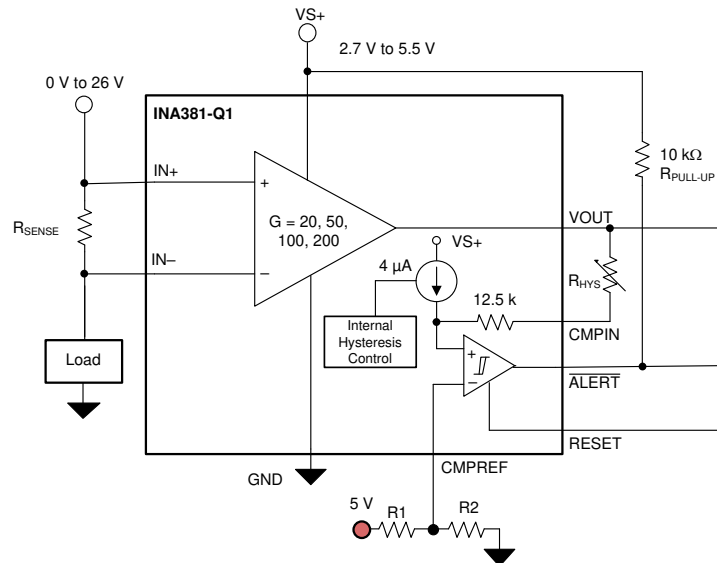 VS+
2.7 V to 5.5 V
0 V to 26 V
INA381-Q1
IN+
10 kΩ
RPULL-UP
+
G = 20, 50,
100, 200
VOUT
RSENSE
VS+
IN–
–
4 µA
RHYS
12.5 k
Internal
Hysteresis
Control
CMPIN
Load
+
–
ALERT
RESET
CMPREF
GND
5 V
R1
R2